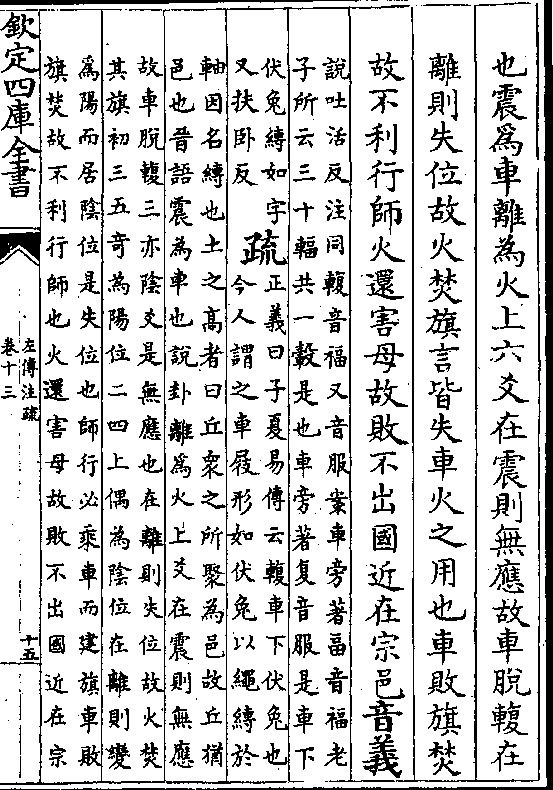 也震爲車離為火上六爻在震則無應故車脫輹在
離則失位故火焚旗言皆失車火之用也車敗旗焚
故不利行師火還害母故敗不出國近在宗邑音義
說吐活反注同輹音福又音服案車旁著畐音福老
子所云三十輻共一轂是也車旁著复音服是車下
伏兔縛如字
又扶卧反
疏
正義曰子夏易傳云輹車下伏兔也
今人謂之車屐形如伏兔以繩縛於
軸因名縛也土之高者曰丘衆之所聚為邑故丘猶
邑也晉語震為車也說卦離爲火上爻在震則無應
故車脫輹二亦陰爻是無應也在離則失位故火焚
其旗初三五奇為陽位二四上偶為陰位在離則變
爲陽而居陰位是失位也師行必乘車而建旗車敗
旗焚故不利行師也火還害母故敗不出國近在宗
欽定四庫全書
左傳注疏
卷十三
十五